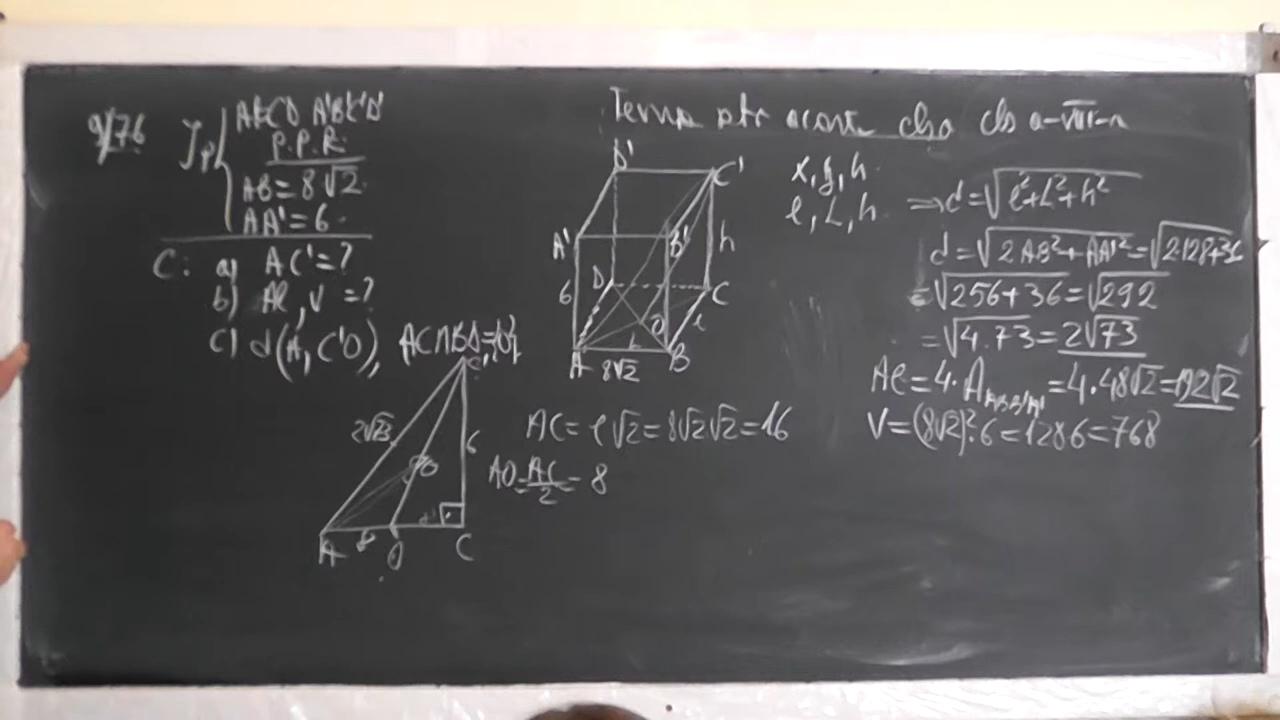 9/76
Jp
ABCD A'B'C'D'
P.P.R.
AB=8√2
AA'=6
C: a) AC'=?
b) Al, V=?
c) d(A, C'O), AC∩BD={O}
Tema ptr acasa cls a-VIII-a
D' C'
A' B' h
D C
6 O l
A L B
8√2
x, y, h
l, L, h ⇒ d=√l²+L²+h²
d=√2AB²+AA'²=√2·128+36
=√256+36=√292
=√4·73=2√73
Al=4·A_ABB'A'=4·48√2=192√2
V=(8√2)²·6=128·6=768
C'
2√73 6
A O C
AC=l√2=8√2√2=16
AO=AC/2=8